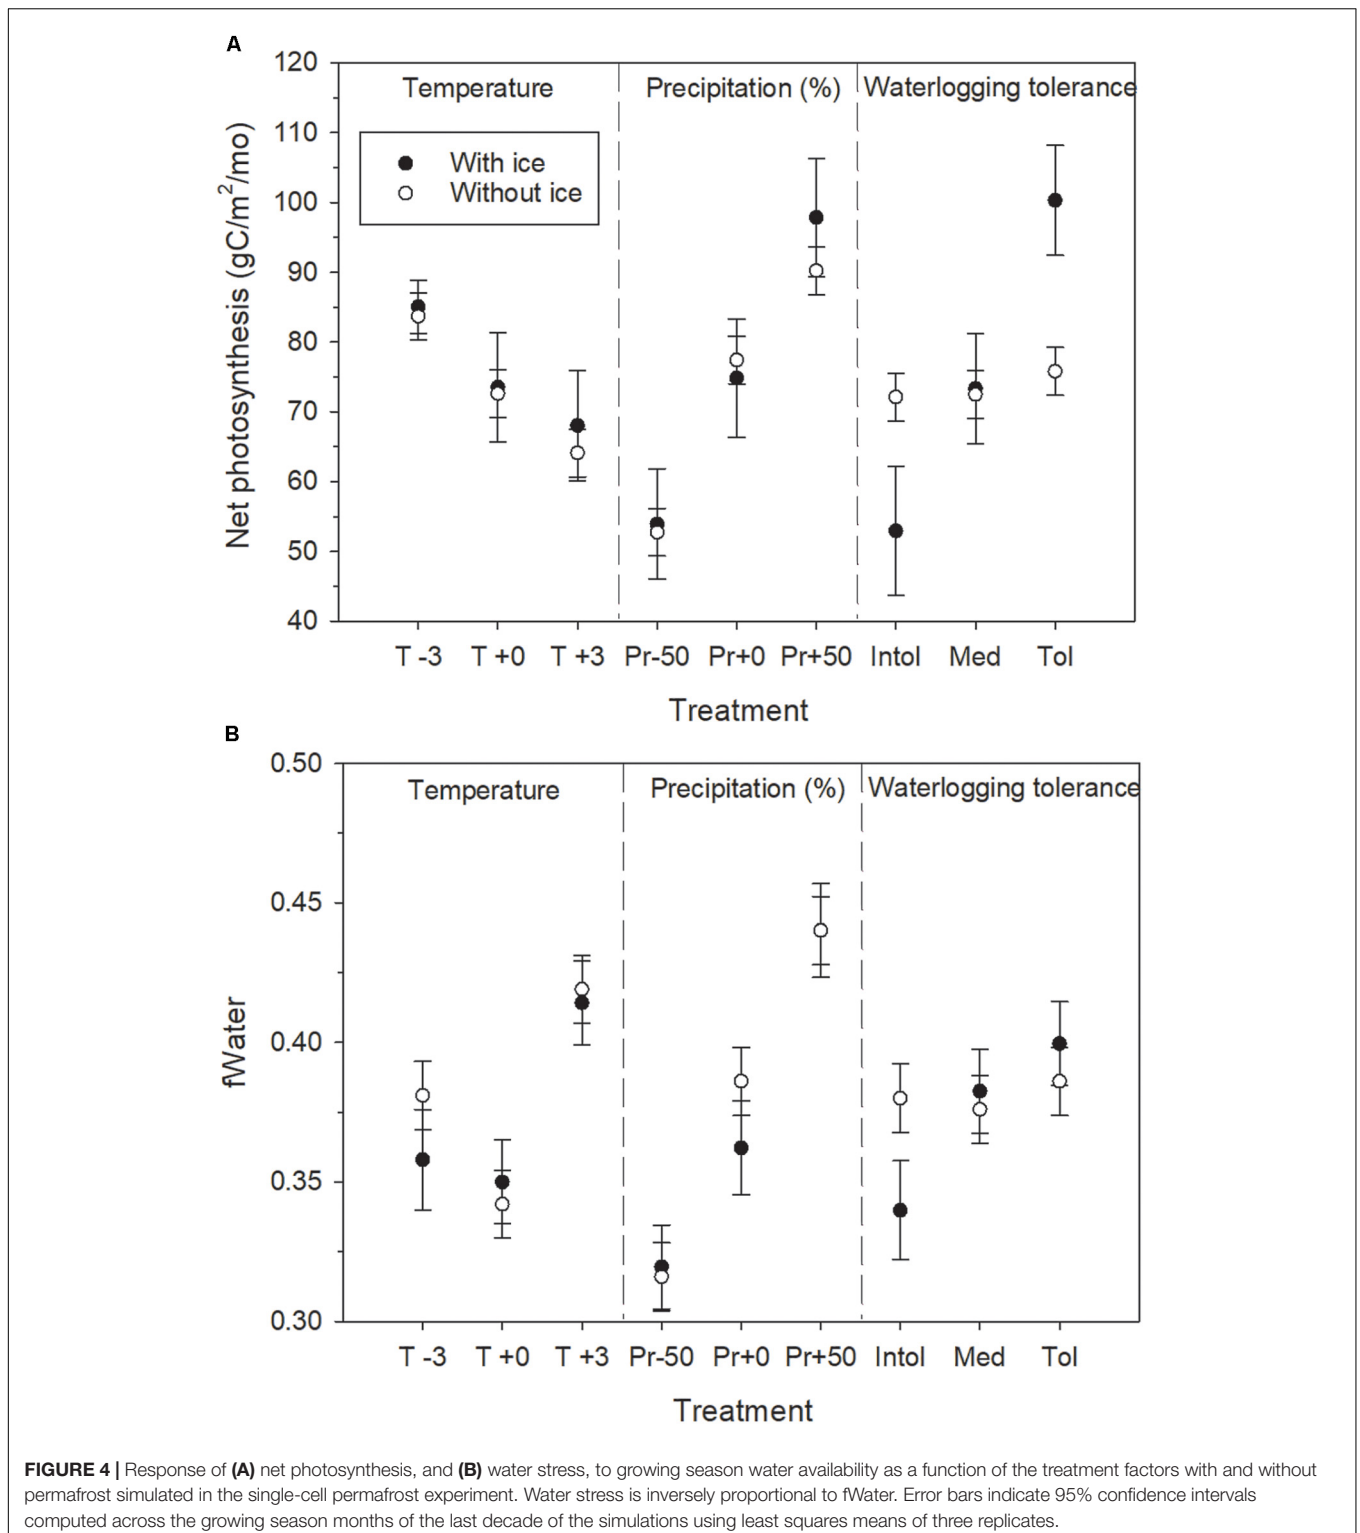 A
120
110
100
90
80
70
60
50
40
Net photosynthesis (gC/m²/mo)
Temperature
Precipitation (%)
Waterlogging tolerance
With ice
Without ice
T -3
T +0
T +3
Pr-50
Pr+0
Pr+50
Intol
Med
Tol
Treatment
B
0.50
0.45
0.40
0.35
0.30
fWater
Temperature
Precipitation (%)
Waterlogging tolerance
T -3
T +0
T +3
Pr-50
Pr+0
Pr+50
Intol
Med
Tol
Treatment
FIGURE 4 | Response of (A) net photosynthesis, and (B) water stress, to growing season water availability as a function of the treatment factors with and without
permafrost simulated in the single-cell permafrost experiment. Water stress is inversely proportional to fWater. Error bars indicate 95% confidence intervals
computed across the growing season months of the last decade of the simulations using least squares means of three replicates.